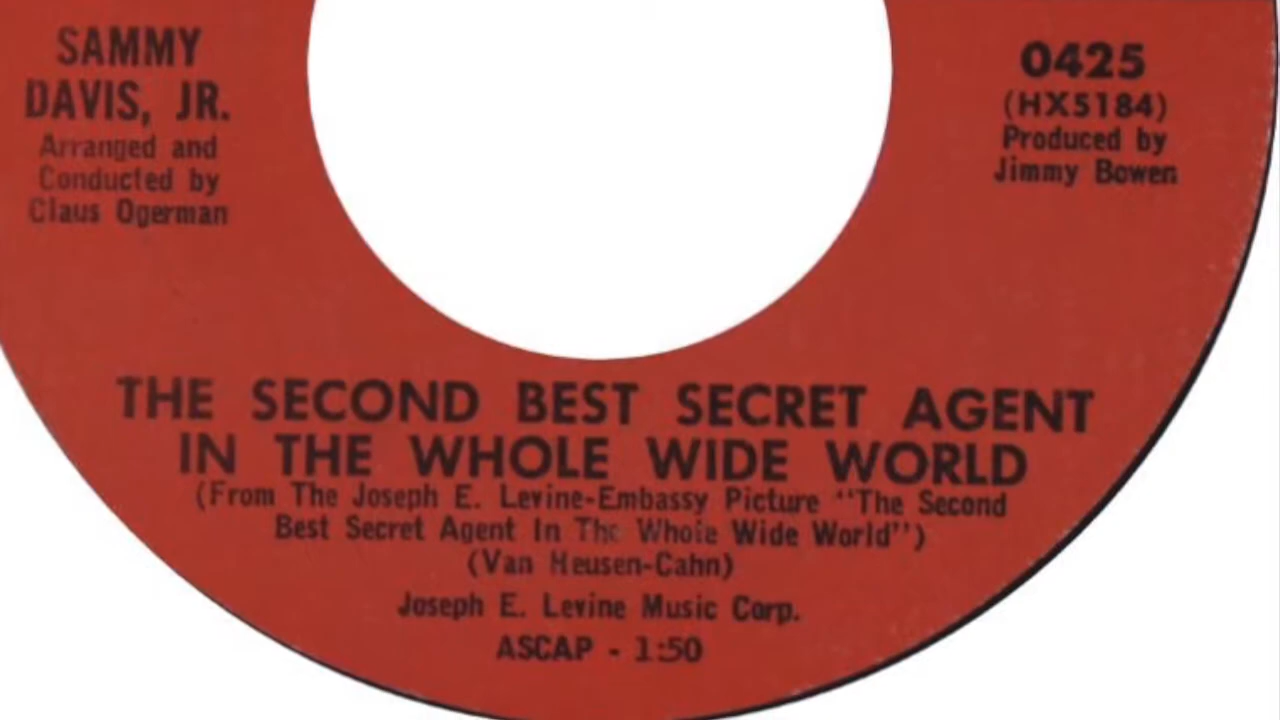 SAMMY
DAVIS, JR.
Arranged and
Conducted by
Claus Ogerman
0425
(HX5184)
Produced by
Jimmy Bowen
THE SECOND BEST SECRET AGENT
IN THE WHOLE WIDE WORLD
(From The Joseph E. Levine-Embassy Picture "The Second
Best Secret Agent In The Whole Wide World")
(Van Heusen-Cahn)
Joseph E. Levine Music Corp.
ASCAP - 1:50